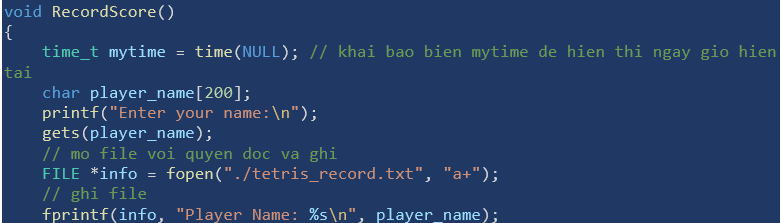 void RecordScore()
{
    time_t mytime = time(NULL); // khai bao bien mytime de hien thi ngay gio hien
tai
    char player_name[200];
    printf("Enter your name:\n");
    gets(player_name);
    // mo file voi quyen doc va ghi
    FILE *info = fopen("./tetris_record.txt", "a+");
    // ghi file
    fprintf(info, "Player Name: %s\n", player_name);